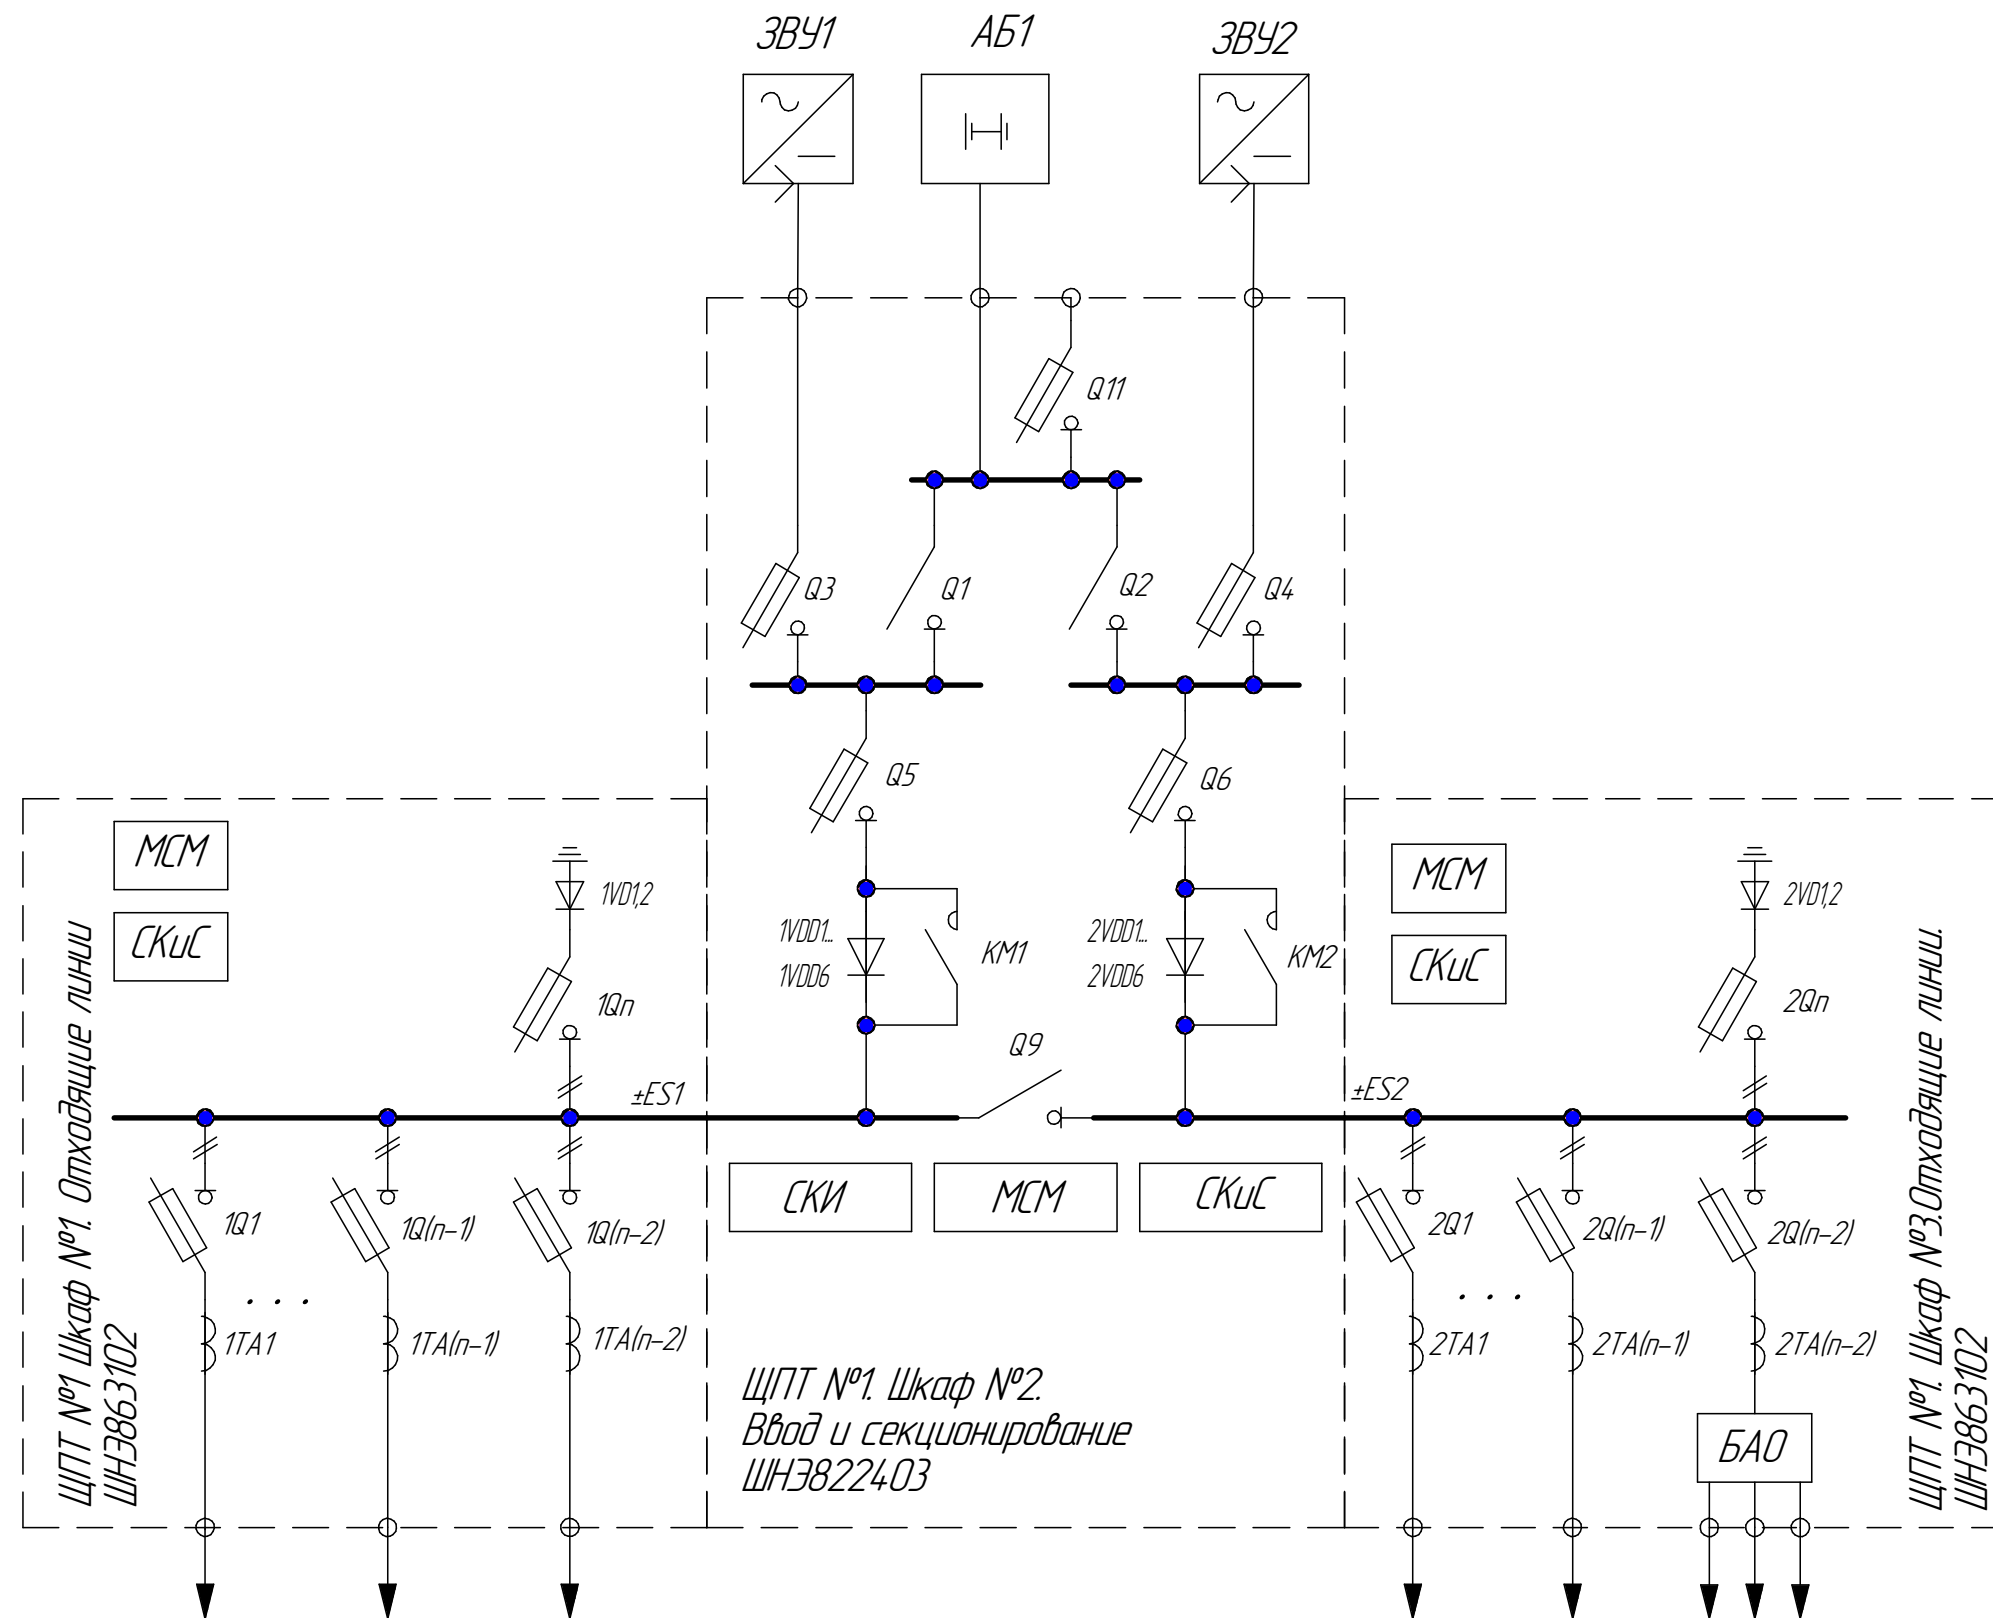 ЗВУ1
АБ1
ЗВУ2
Q11
Q3
Q1
Q2
Q4
Q5
Q6
МСМ
СКиС
1VD1,2
1Qn
1VDD1...
1VDD6
KM1
2VDD1...
2VDD6
KM2
МСМ
СКиС
2VD1,2
2Qn
Q9
±ES1
±ES2
СКИ
МСМ
СКиС
1Q1
1Q(n-1)
1Q(n-2)
2Q1
2Q(n-1)
2Q(n-2)
. . .
. . .
1TA1
1TA(n-1)
1TA(n-2)
2TA1
2TA(n-1)
2TA(n-2)
БАО
ЩПТ №1 Шкаф №1. Отходящие линии
ШНЭ863102
ЩПТ №1. Шкаф №2.
Ввод и секционирование
ШНЭ822403
ЩПТ №1. Шкаф №3.Отходящие линии.
ШНЭ863102